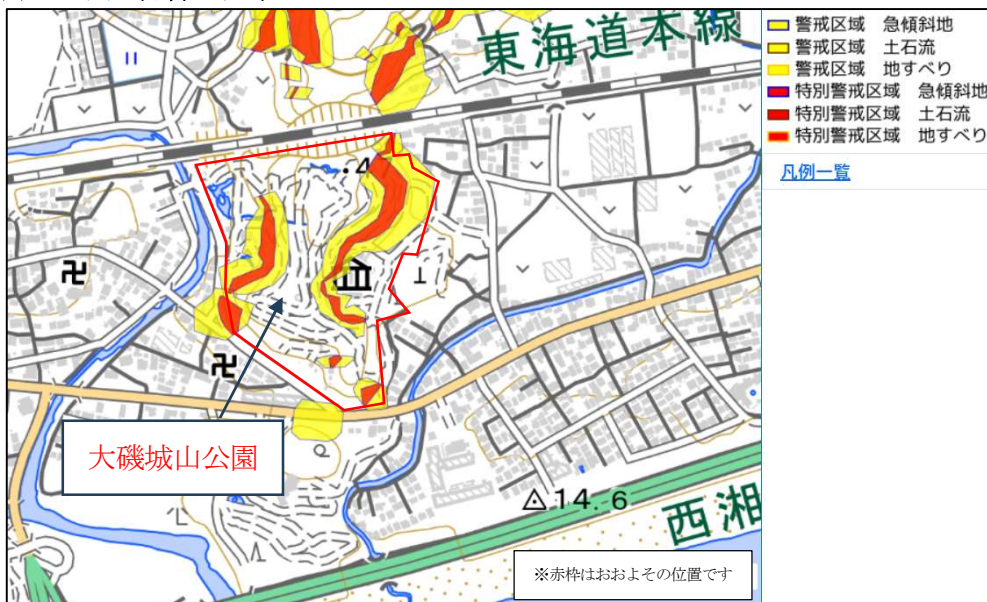 東海道本線
大磯城山公園
14.6
西湘
※赤枠はおおよその位置です
警戒区域 急傾斜地
警戒区域 土石流
警戒区域 地すべり
特別警戒区域 急傾斜地
特別警戒区域 土石流
特別警戒区域 地すべり
凡例一覧